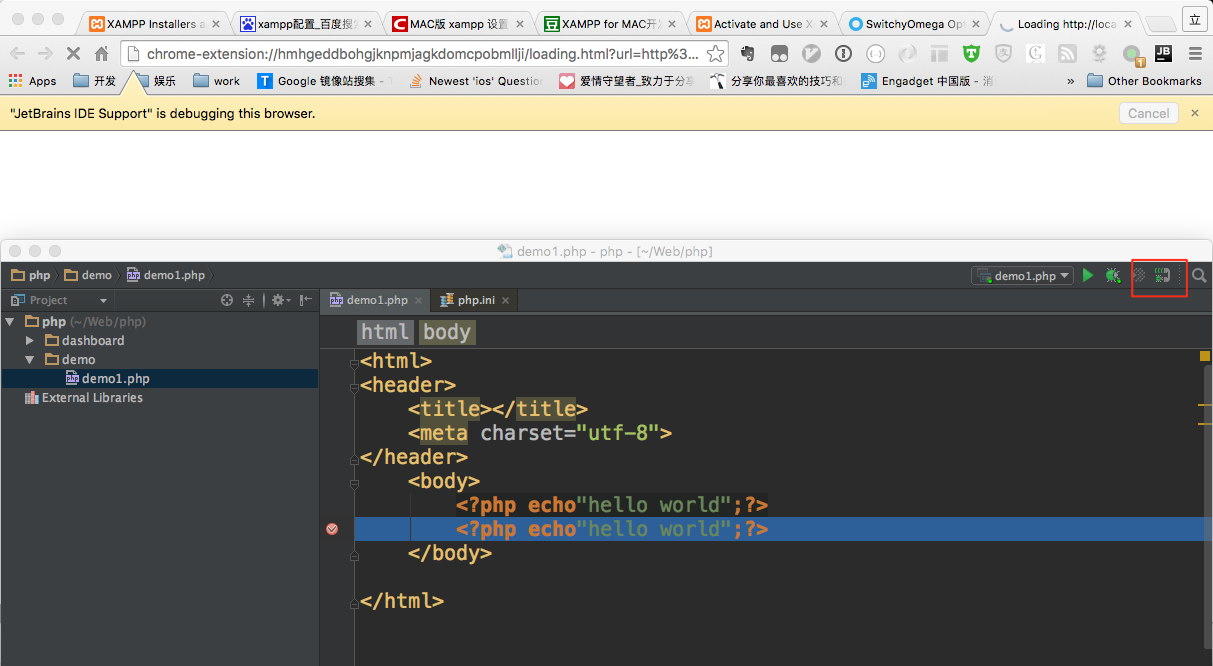 XAMPP Installers a
xampp配置_百度搜
MAC版 xampp 设置
XAMPP for MAC开
Activate and Use X
SwitchyOmega Opt
Loading http://loca
立
chrome-extension://hmhgeddbohgjknpmjagkdomcpobmllji/loading.html?url=http%3...
Apps
开发
娱乐
work
Google 镜像站搜集 -
Newest 'ios' Question
爱情守望者_致力于分享
分享你最喜欢的技巧和
Engadget 中国版 - 消
»
Other Bookmarks
"JetBrains IDE Support" is debugging this browser.
Cancel
demo1.php - php - [~/Web/php]
php
demo
demo1.php
demo1.php
Project
demo1.php
php.ini
php (~/Web/php)
dashboard
demo
demo1.php
External Libraries
html body
<html>
<header>
<title></title>
<meta charset="utf-8">
</header>
<body>
<?php echo"hello world";?>
<?php echo"hello world";?>
</body>
</html>